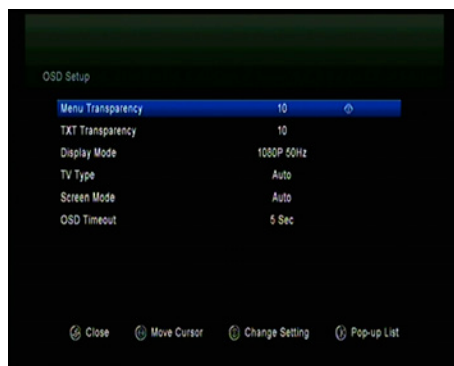 OSD Setup
Menu Transparency 10
TXT Transparency 10
Display Mode 1080P 50Hz
TV Type Auto
Screen Mode Auto
OSD Timeout 5 Sec
Close Move Cursor Change Setting Pop-up List